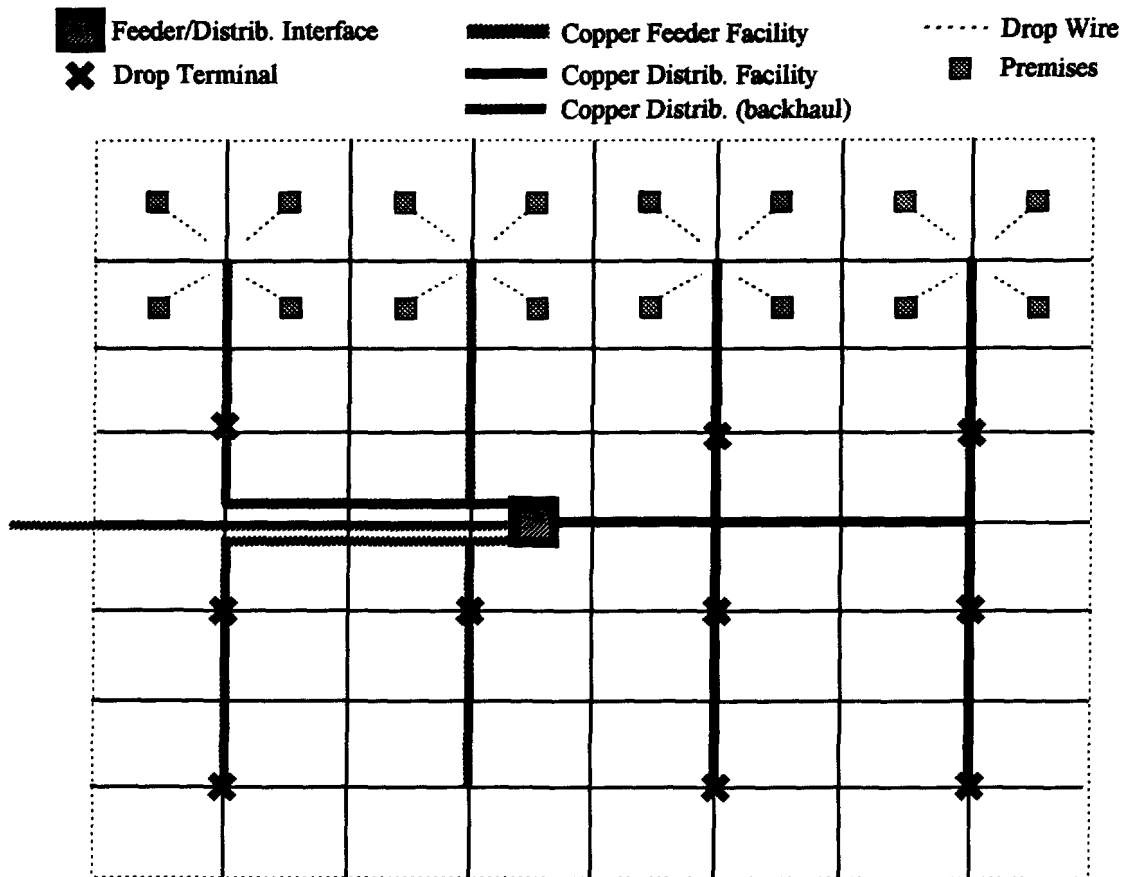 Feeder/Distrib. Interface
Drop Terminal
Copper Feeder Facility
Copper Distrib. Facility
Copper Distrib. (backhaul)
Drop Wire
Premises